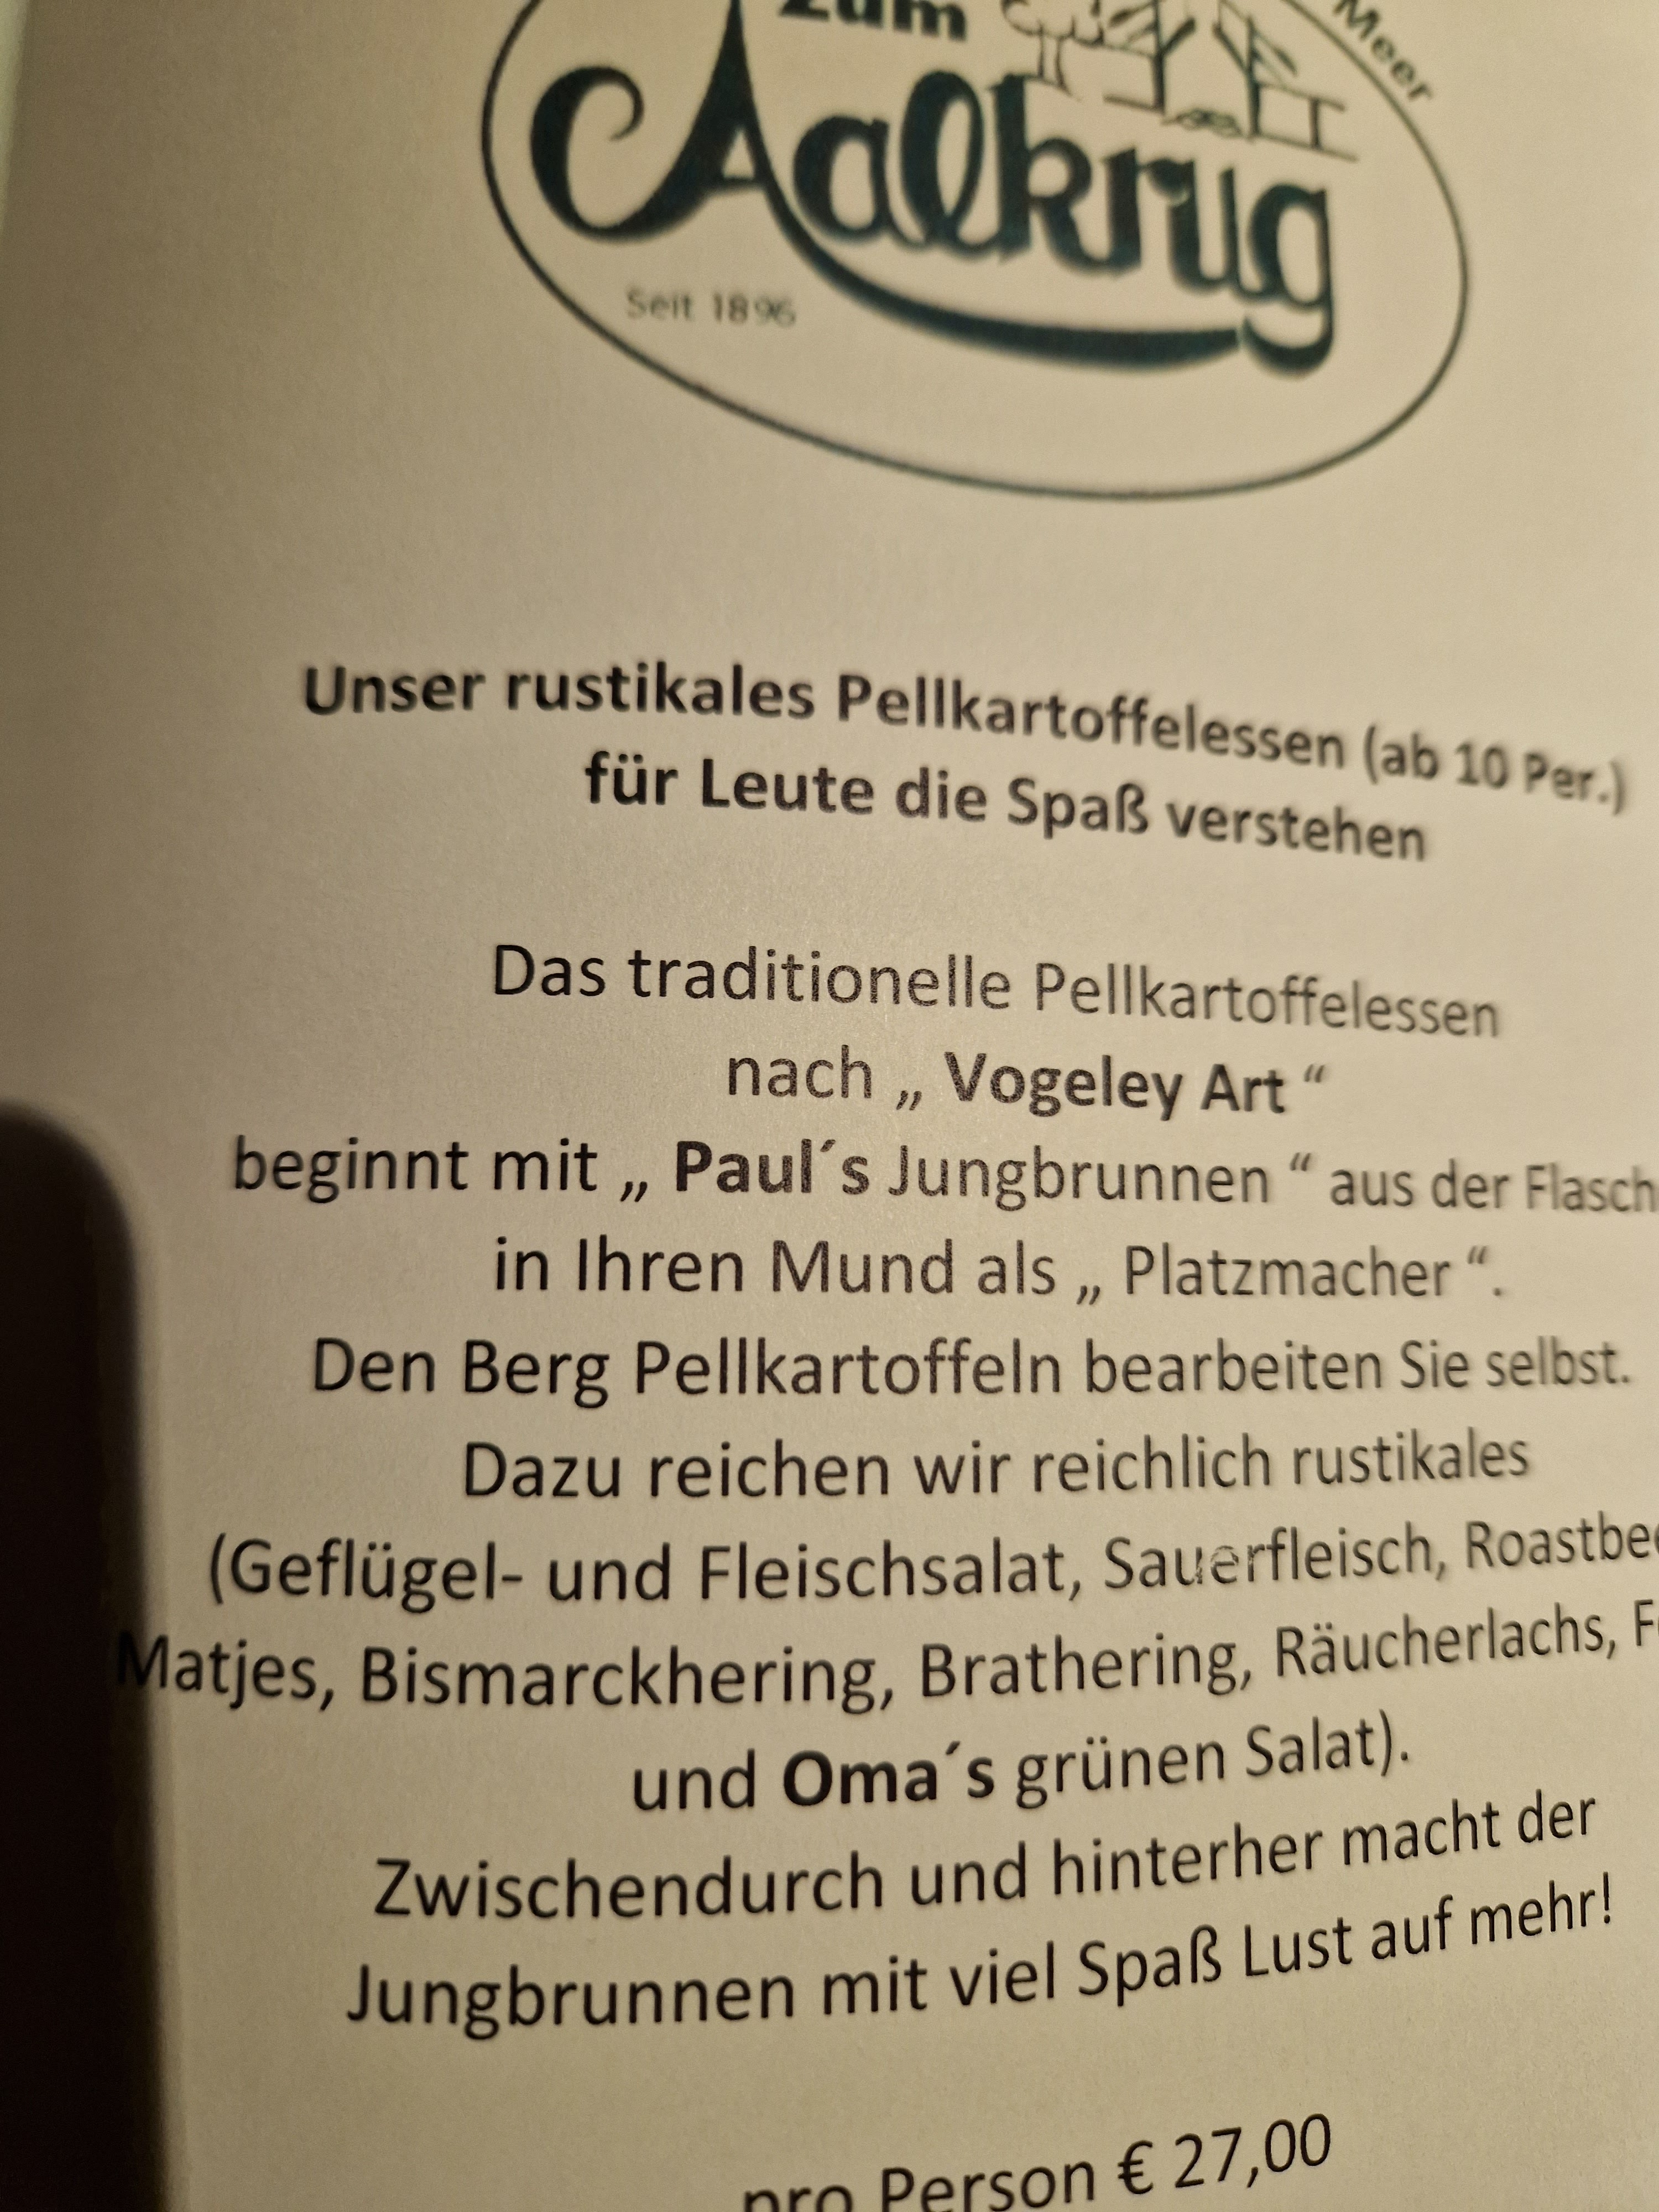 Zum
Meer
Aalkrug
Seit 1896
Unser rustikales Pellkartoffelessen (ab 10 Per.)
für Leute die Spaß verstehen
Das traditionelle Pellkartoffelessen
nach „ Vogeley Art “
beginnt mit „ Paul´s Jungbrunnen “ aus der Flasch
in Ihren Mund als „ Platzmacher “.
Den Berg Pellkartoffeln bearbeiten Sie selbst.
Dazu reichen wir reichlich rustikales
(Geflügel- und Fleischsalat, Sauerfleisch, Roastbee
Matjes, Bismarckhering, Brathering, Räucherlachs,
und Oma´s grünen Salat).
Zwischendurch und hinterher macht der
Jungbrunnen mit viel Spaß Lust auf mehr!
pro Person € 27,00